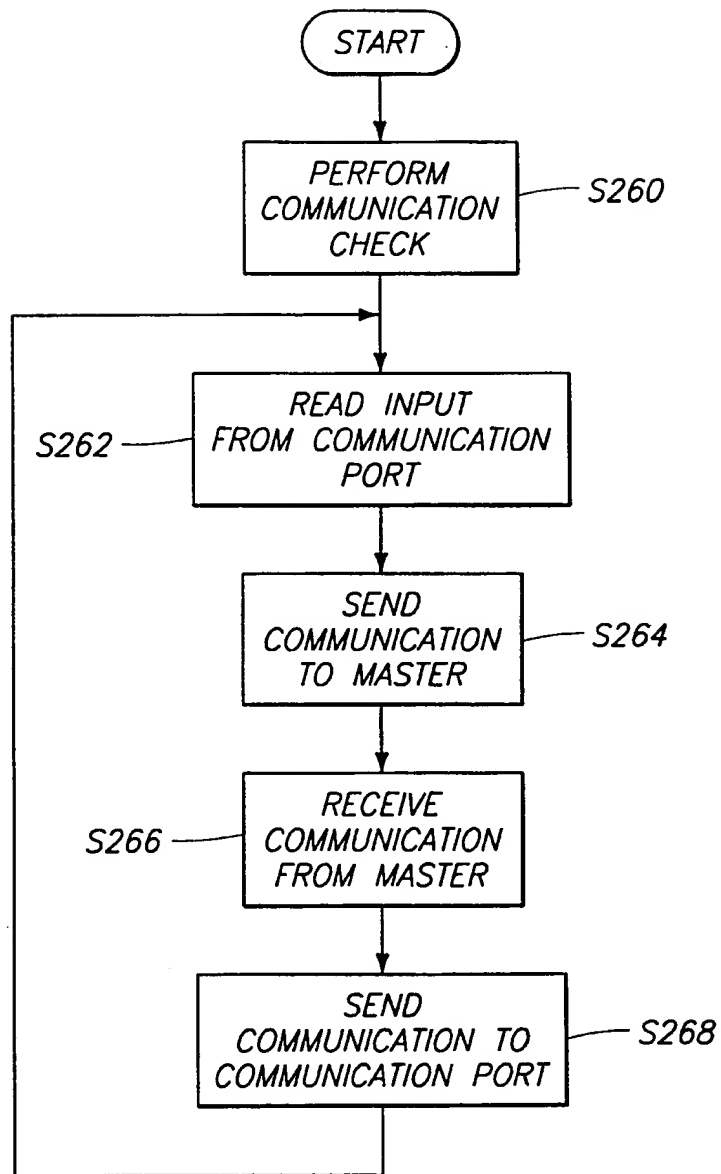 START
PERFORM
COMMUNICATION
CHECK
S260
READ INPUT
FROM COMMUNICATION
PORT
S262
SEND
COMMUNICATION
TO MASTER
S264
RECEIVE
COMMUNICATION
FROM MASTER
S266
SEND
COMMUNICATION TO
COMMUNICATION PORT
S268